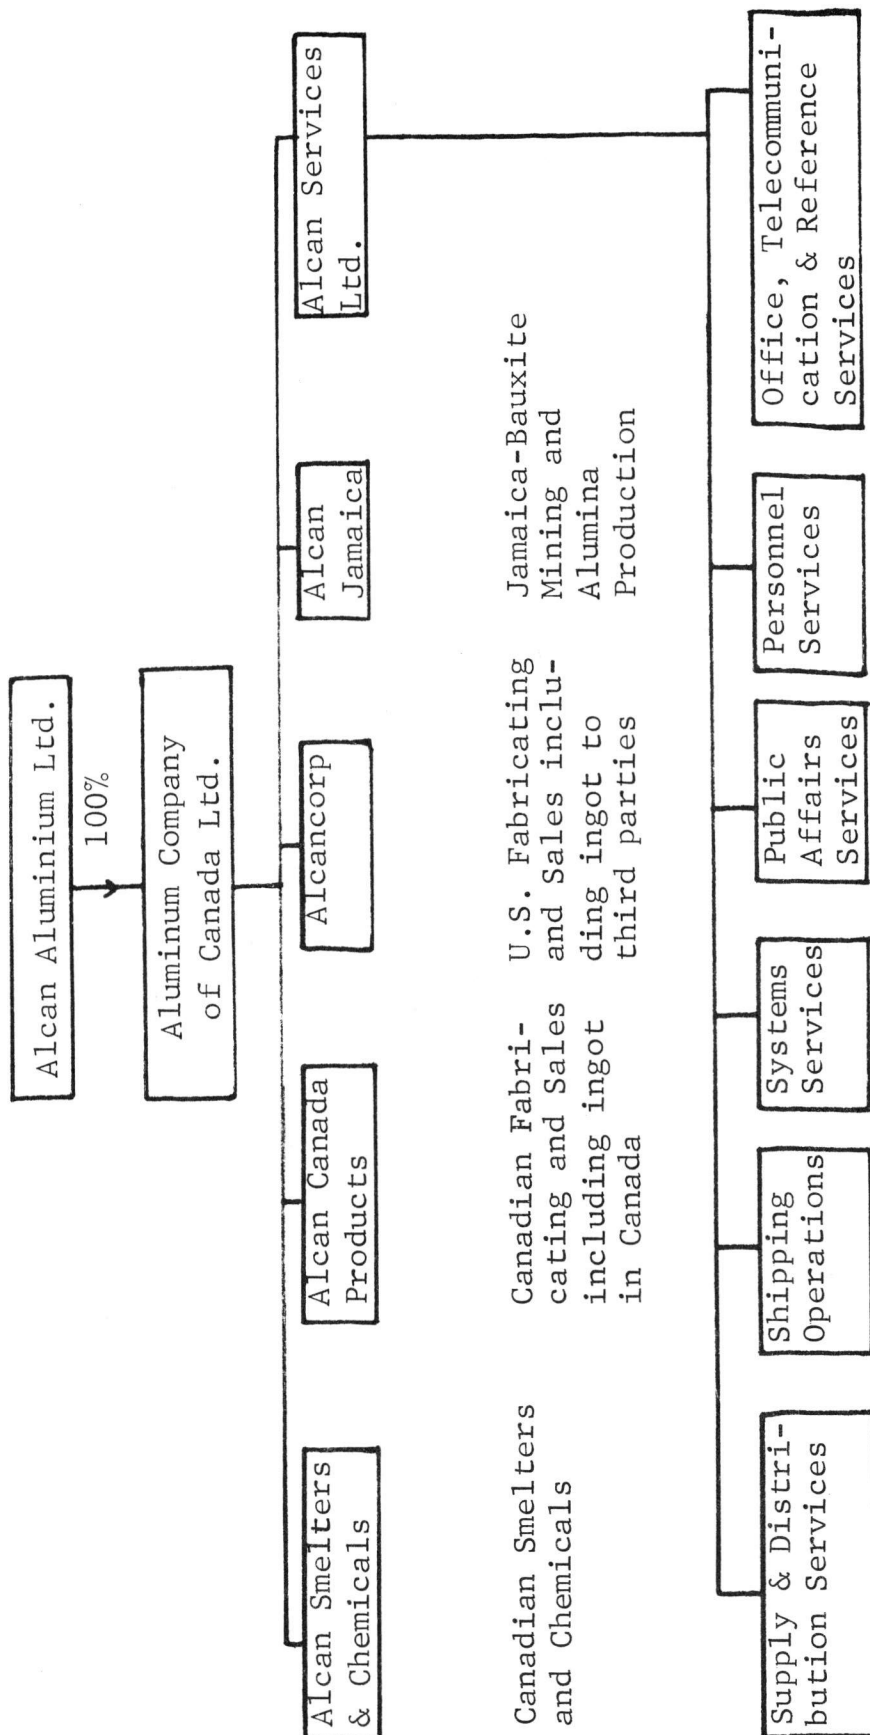 Alcan Aluminium Ltd.
100%
Aluminum Company
of Canada Ltd.
Alcan Smelters
& Chemicals
Alcan Canada
Products
Alcancorp
Alcan
Jamaica
Alcan Services
Ltd.
Canadian Smelters
and Chemicals
Canadian Fabri-
cating and Sales
including ingot
in Canada
U.S. Fabricating
and Sales inclu-
ding ingot to
third parties
Jamaica-Bauxite
Mining and
Alumina
Production
Supply & Distri-
bution Services
Shipping
Operations
Systems
Services
Public
Affairs
Services
Personnel
Services
Office, Telecommuni-
cation & Reference
Services